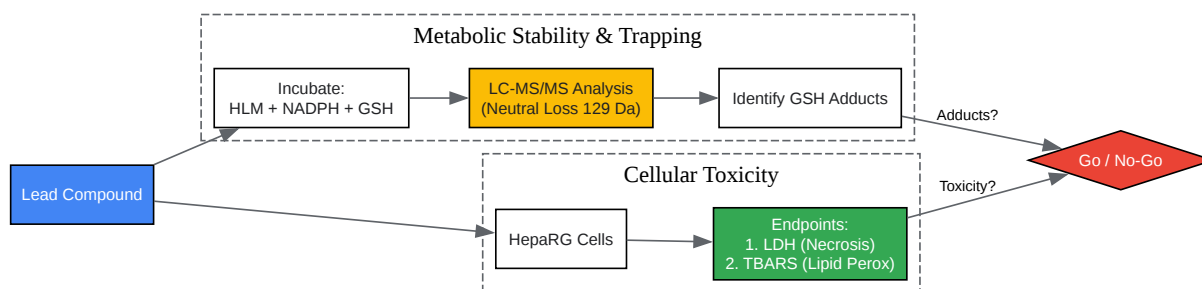 Metabolic Stability & Trapping
Incubate:
HLM + NADPH + GSH
LC-MS/MS Analysis
(Neutral Loss 129 Da)
Identify GSH Adducts
Adducts?
Lead Compound
Go / No-Go
Cellular Toxicity
Toxicity?
HepaRG Cells
Endpoints:
1. LDH (Necrosis)
2. TBARS (Lipid Perox)